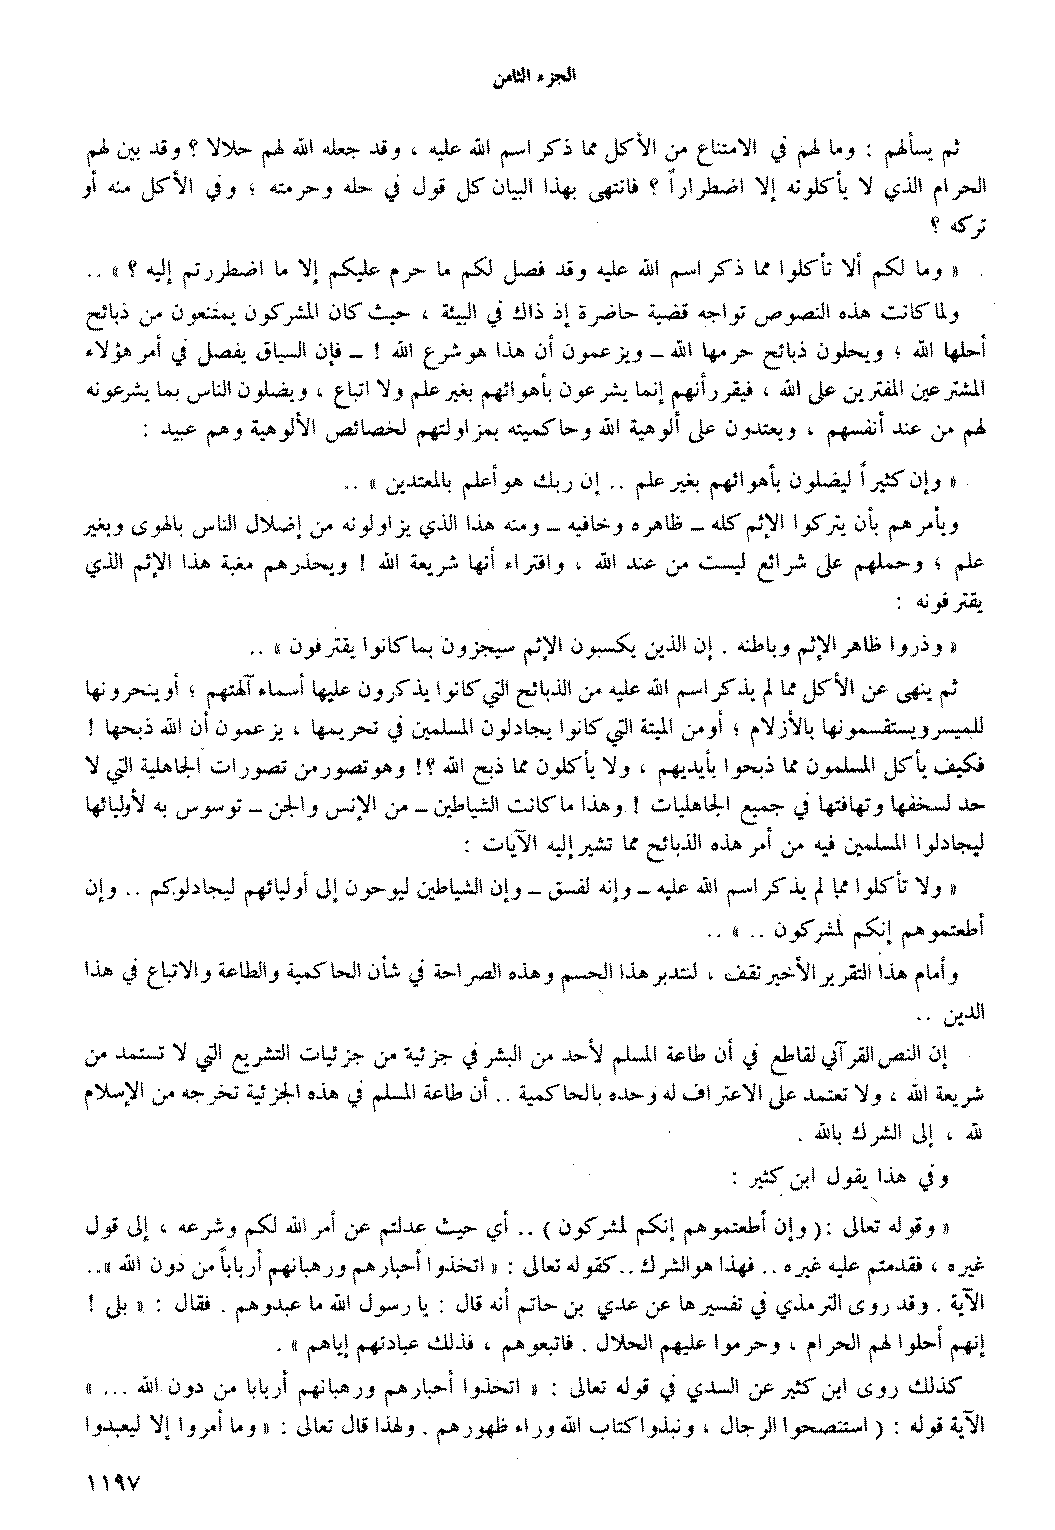 الجزء الثامن
ثم يسألهم : وما لهم في الامتناع من الأكل مما ذكر اسم الله عليه ، وقد جعله الله لهم حلالا ؟ وقد بين لهم
الحرام الذي لا يأكلونه إلا اضطراراً ؟ فانتهى بهذا البيان كل قول في حله وحرمته ؛ وفي الأكل منه أو
تركه ؟
« وما لكم ألا تأكلوا مما ذكر اسم الله عليه وقد فصل لكم ما حرم عليكم إلا ما اضطررتم إليه ؟ » ..
ولما كانت هذه النصوص تواجه قضية حاضرة إذ ذاك في البيئة ، حيث كان المشركون يمتنعون من ذبائح
أحلها الله ؛ ويحلون ذبائح حرمها الله – ويزعمون أن هذا هو شرع الله ! – فإن السياق يفصل في أمر هؤلاء
المشترعين المفترين على الله ، فيقرر أنهم إنما يشرعون بأهوائهم بغير علم ولا اتباع ، ويضلون الناس بما يشرعونه
لهم من عند أنفسهم ، ويعتدون على ألوهية الله وحاكميته بمزاولتهم لخصائص الألوهية وهم عبيد :
« وإن كثيراً ليضلون بأهوائهم بغير علم .. إن ربك هو أعلم بالمعتدين » ..
ويأمرهم بأن يتركوا الإثم كله – ظاهره وخافيه – ومنه هذا الذي يزاولونه من إضلال الناس بالهوى وبغير
علم ؛ وحملهم على شرائع ليست من عند الله ، وافتراء أنها شريعة الله ! ويحذرهم مغبة هذا الإثم الذي
يقترفونه :
« وذروا ظاهر الإثم وباطنه . إن الذين يكسبون الإثم سيجزون بما كانوا يقترفون » ..
ثم ينهى عن الأكل مما لم يذكر اسم الله عليه من الذبائح التي كانوا يذكرون عليها أسماء آلهتهم ؛ أو ينحرونها
للميسر ويستقسمونها بالأزلام ؛ أو من الميتة التي كانوا يجادلون المسلمين في تحريمها ، يزعمون أن الله ذبحها !
فكيف يأكل المسلمون مما ذبحوا بأيديهم ، ولا يأكلون مما ذبح الله ؟! وهو تصور من تصورات الجاهلية التي لا
حد لسخفها وتهافتها في جميع الجاهليات ! وهذا ما كانت الشياطين – من الإنس والجن – توسوس به لأوليائها
ليجادلوا المسلمين فيه من أمر هذه الذبائح مما تشير إليه الآيات :
« ولا تأكلوا مما لم يذكر اسم الله عليه – وإنه لفسق – وإن الشياطين ليوحون إلى أوليائهم ليجادلوكم .. وإن
أطعتموهم إنكم لمشركون .. » ..
وأمام هذا التقرير الأخير نقف ، لنتدبر هذا الحسم وهذه الصراحة في شأن الحاكمية والطاعة والاتباع في هذا
الدين ..
إن النص القرآني لقاطع في أن طاعة المسلم لأحد من البشر في جزئية من جزئيات التشريع التي لا تستمد من
شريعة الله ، ولا تعتمد على الاعتراف له وحده بالحاكمية .. أن طاعة المسلم في هذه الجزئية تخرجه من الإسلام
لله ، إلى الشرك بالله .
وفي هذا يقول ابن كثير :
« وقوله تعالى : ( وإن أطعتموهم إنكم لمشركون ) .. أي حيث عدلتم عن أمر الله لكم وشرعه ، إلى قول
غيره ، فقدمتم عليه غيره .. فهذا هو الشرك .. كقوله تعالى : « اتخذوا أحبارهم ورهبانهم أرباباً من دون الله » ..
الآية . وقد روى الترمذي في تفسيرها عن عدي بن حاتم أنه قال : يا رسول الله ما عبدوهم . فقال : « بلى !
إنهم أحلوا لهم الحرام ، وحرموا عليهم الحلال . فاتبعوهم ، فذلك عبادتهم إياهم » .
كذلك روى ابن كثير عن السدي في قوله تعالى : « اتخذوا أحبارهم ورهبانهم أربابا من دون الله ... »
الآية قوله : ( استنصحوا الرجال ، ونبذوا كتاب الله وراء ظهورهم . ولهذا قال تعالى : « وما أمروا إلا ليعبدوا
١١٩٧